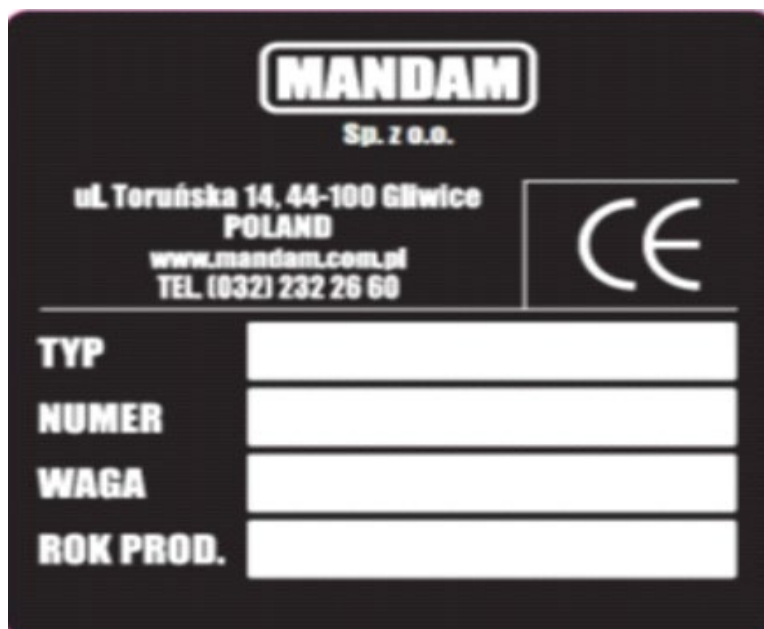 MANDAM
Sp. z o.o.
ul. Toruńska 14, 44-100 Gliwice
POLAND
www.mandam.com.pl
TEL. (032) 232 26 60
CE
TYP
NUMER
WAGA
ROK PROD.